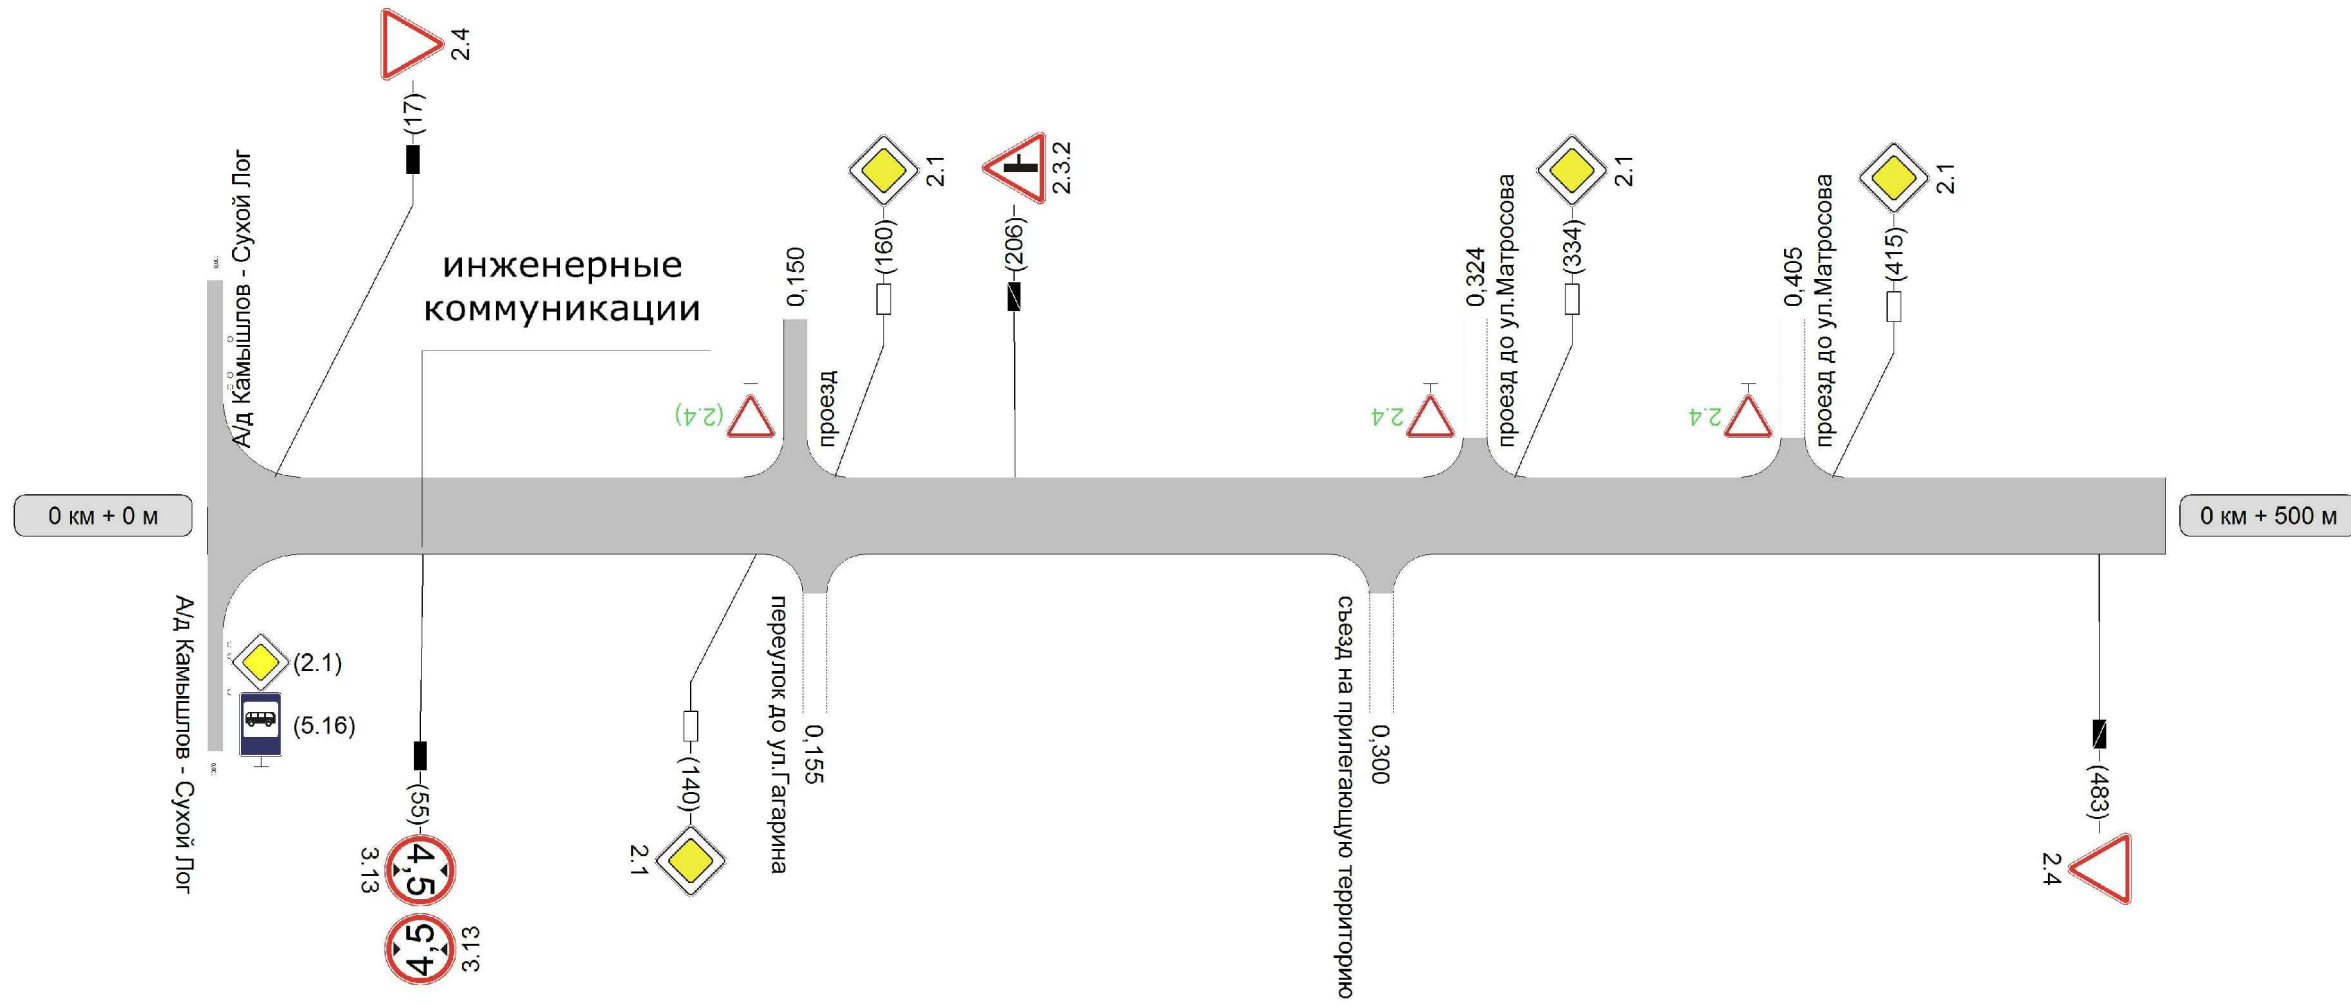 2.4
(17)
А/д Камышлов - Сухой Лог
инженерные
коммуникации
0,150
проезд
(2.4)
2.1
(160)
2.3.2
(206)
0,324
проезд до ул.Матросова
2.4
2.1
(334)
0,405
проезд до ул.Матросова
2.4
2.1
(415)
0 км + 0 м
0 км + 500 м
А/д Камышлов - Сухой Лог
(2.1)
(5.16)
(55)
3.13
4,5
4,5
3.13
(140)
2.1
переулок до ул.Гагарина
0,155
съезд на прилегающую территорию
0,300
(483)
2.4